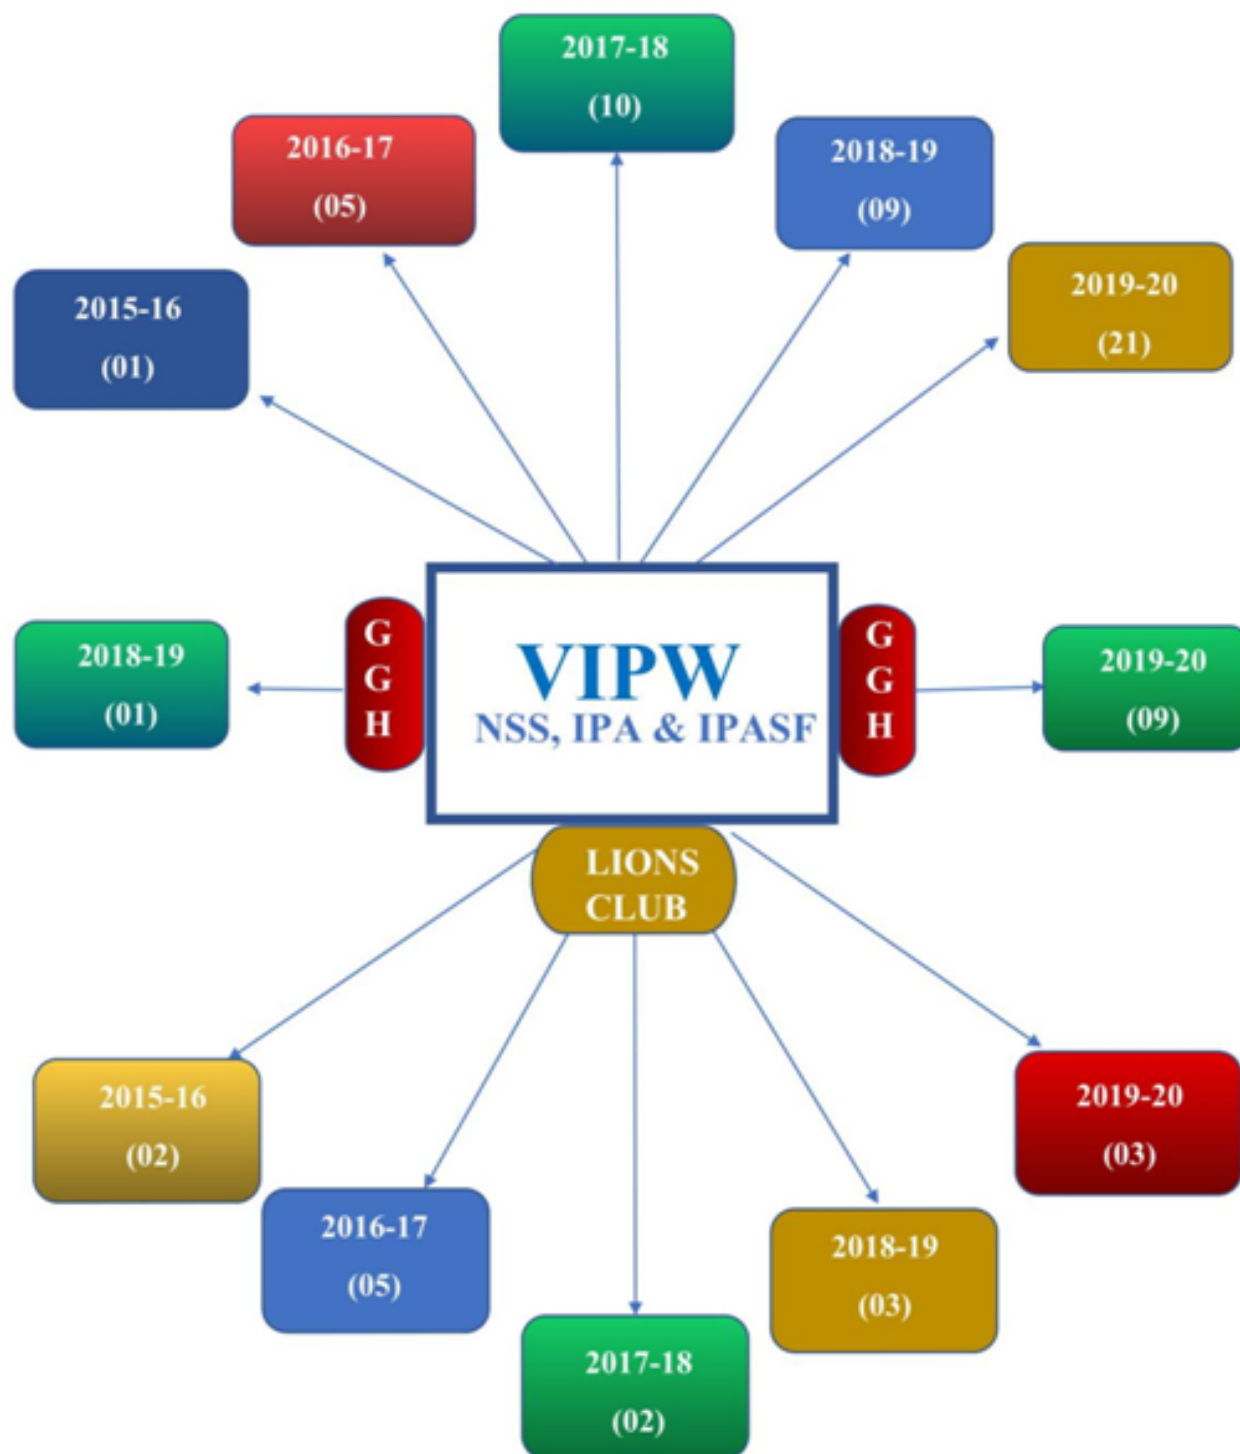 2017-18
(10)
2016-17
(05)
2018-19
(09)
2015-16
(01)
2019-20
(21)
2018-19
(01)
G
G
H
VIPW
NSS, IPA & IPASF
G
G
H
2019-20
(09)
LIONS
CLUB
2015-16
(02)
2019-20
(03)
2016-17
(05)
2018-19
(03)
2017-18
(02)